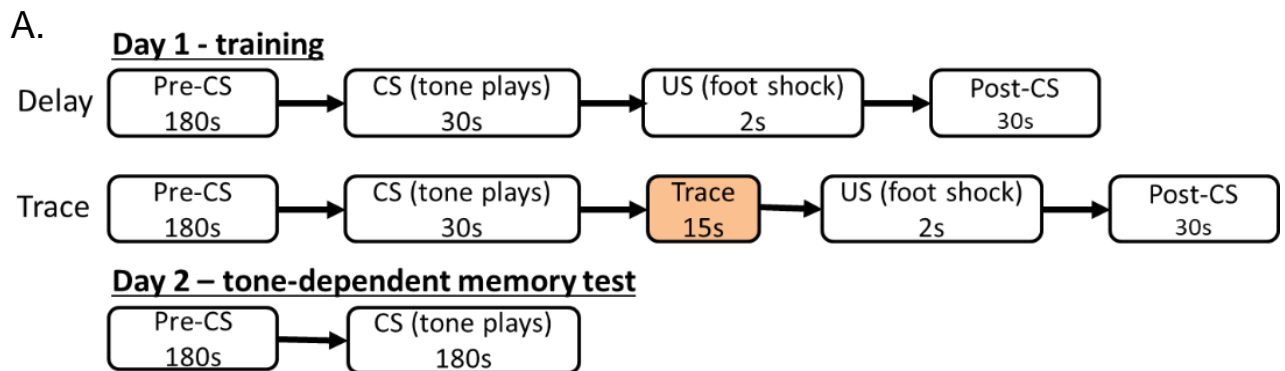 A.
Day 1 - training
Delay
Pre-CS
180s
CS (tone plays)
30s
US (foot shock)
2s
Post-CS
30s
Trace
Pre-CS
180s
CS (tone plays)
30s
Trace
15s
US (foot shock)
2s
Post-CS
30s
Day 2 – tone-dependent memory test
Pre-CS
180s
CS (tone plays)
180s